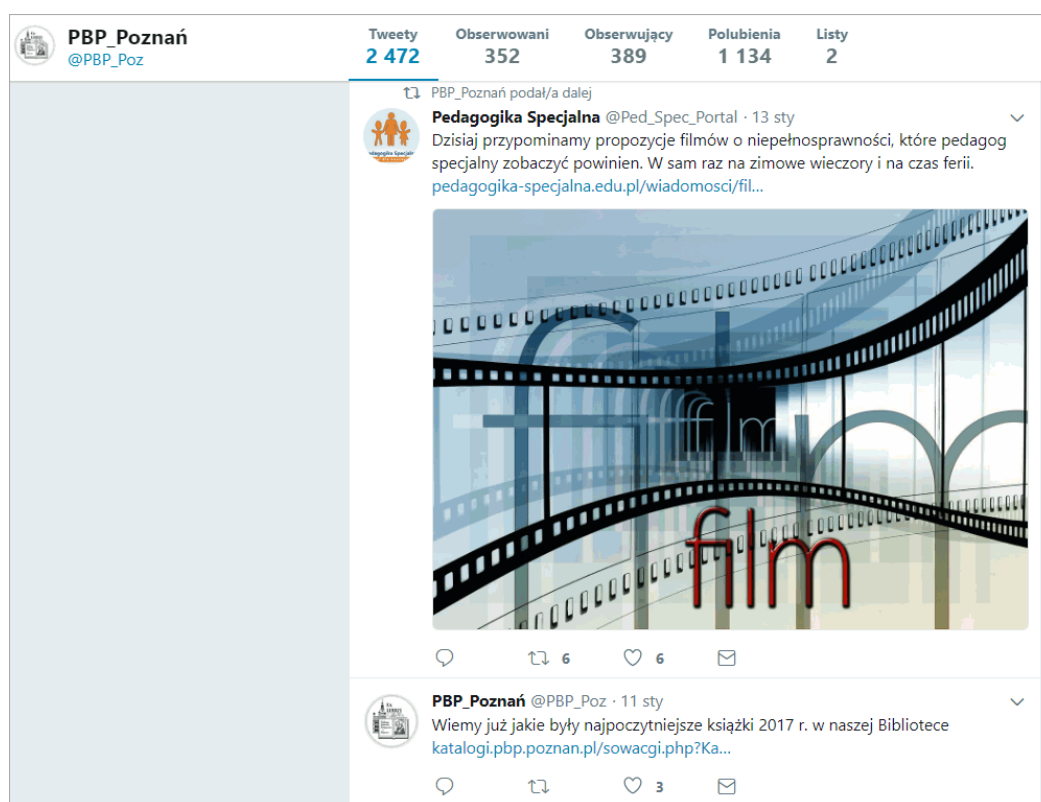 PBP_Poznań
@PBP_Poz
Tweety Obserwowani Obserwujący Polubienia Listy
2 472 352 389 1 134 2
PBP_Poznań podał/a dalej
Pedagogika Specjalna @Ped_Spec_Portal · 13 sty
Dzisiaj przypominamy propozycje filmów o niepełnosprawności, które pedagog
specjalny zobaczyć powinien. W sam raz na zimowe wieczory i na czas ferii.
pedagogika-specjalna.edu.pl/wiadomosci/fil...
film
film
film
6 6
PBP_Poznań @PBP_Poz · 11 sty
Wiemy już jakie były najpoczytniejsze książki 2017 r. w naszej Bibliotece
katalogi.pbp.poznan.pl/sowacgi.php?Ka...
3